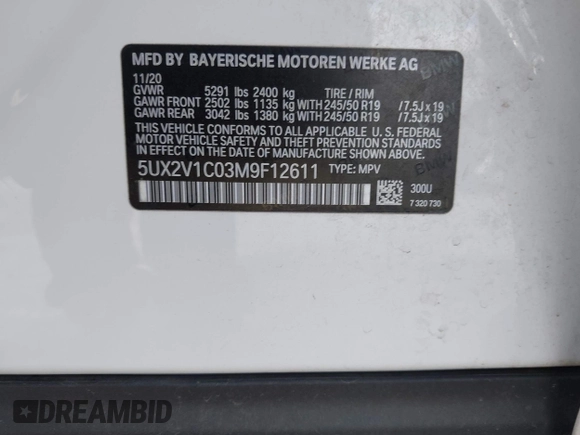 MFD BY BAYERISCHE MOTOREN WERKE AG
11/20
GVWR 5291 lbs 2400 kg TIRE / RIM
GAWR FRONT 2502 lbs 1135 kg WITH 245/50 R19 /7.5J x 19
GAWR REAR 3042 lbs 1380 kg WITH 245/50 R19 /7.5J x 19
THIS VEHICLE CONFORMS TO ALL APPLICABLE U. S. FEDERAL
MOTOR VEHICLE SAFETY AND THEFT PREVENTION STANDARDS
IN EFFECT ON THE DATE OF MANUFACTURE SHOWN ABOVE.
5UX2V1C03M9F12611 TYPE: MPV
300U
7 320 730
BMW
BMW
BMW
DREAMBID